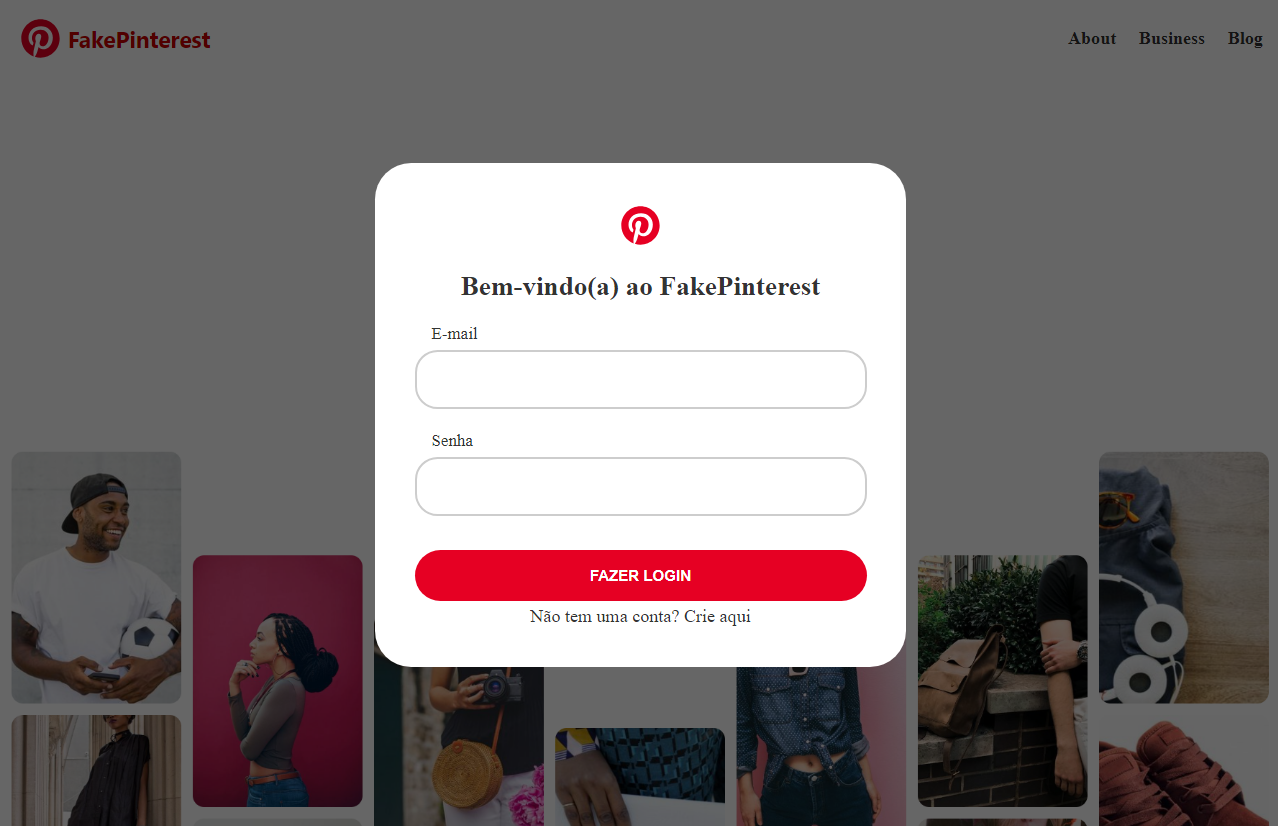 FakePinterest
About Business Blog
Bem-vindo(a) ao FakePinterest
E-mail
Senha
FAZER LOGIN
Não tem uma conta? Crie aqui